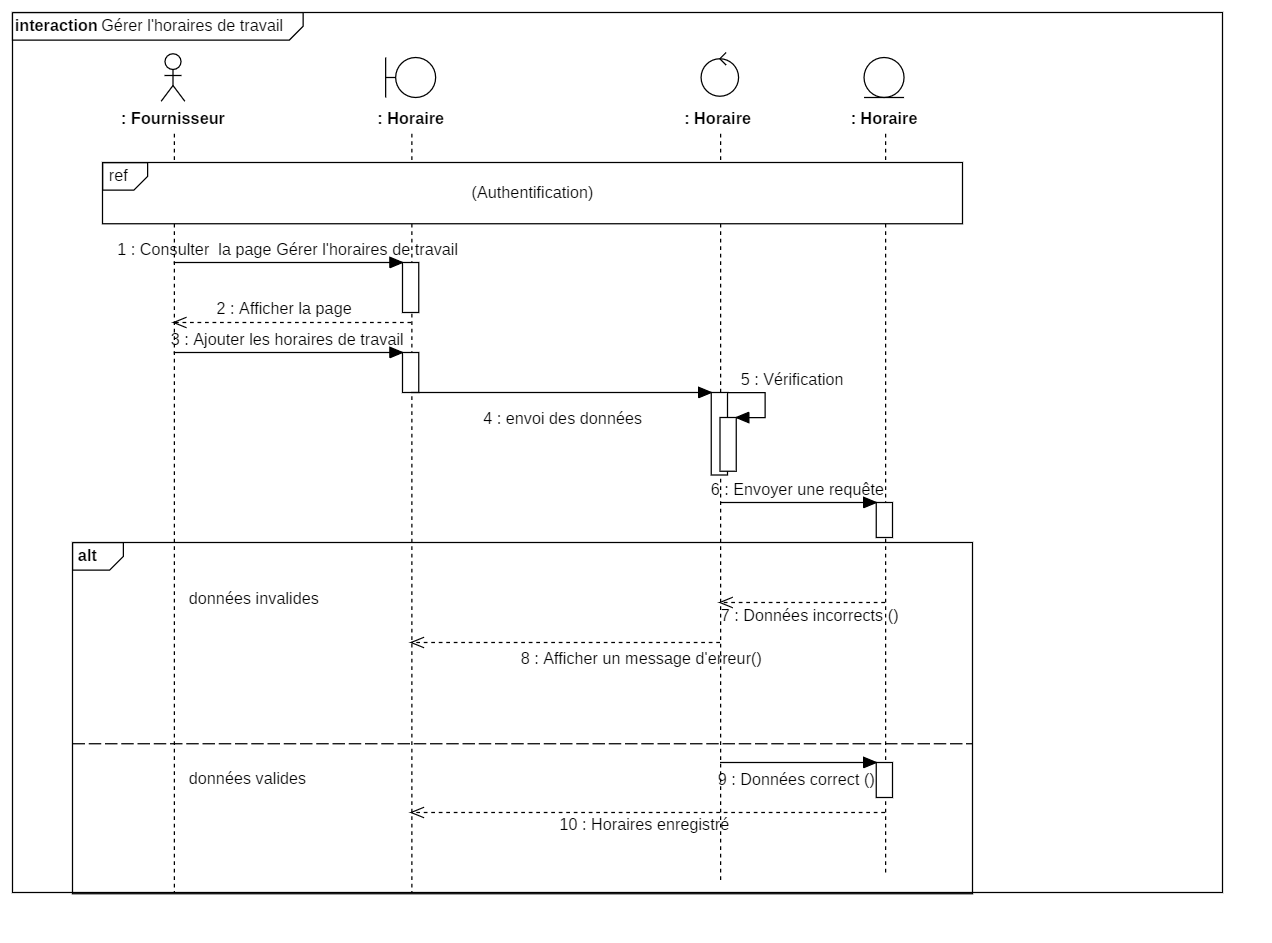 interaction Gérer l'horaires de travail
: Fournisseur
: Horaire
: Horaire
: Horaire
ref
(Authentification)
1 : Consulter  la page Gérer l'horaires de travail
2 : Afficher la page
3 : Ajouter les horaires de travail
5 : Vérification
4 : envoi des données
6 : Envoyer une requête
alt
données invalides
7 : Données incorrects ()
8 : Afficher un message d'erreur()
données valides
9 : Données correct ()
10 : Horaires enregistré